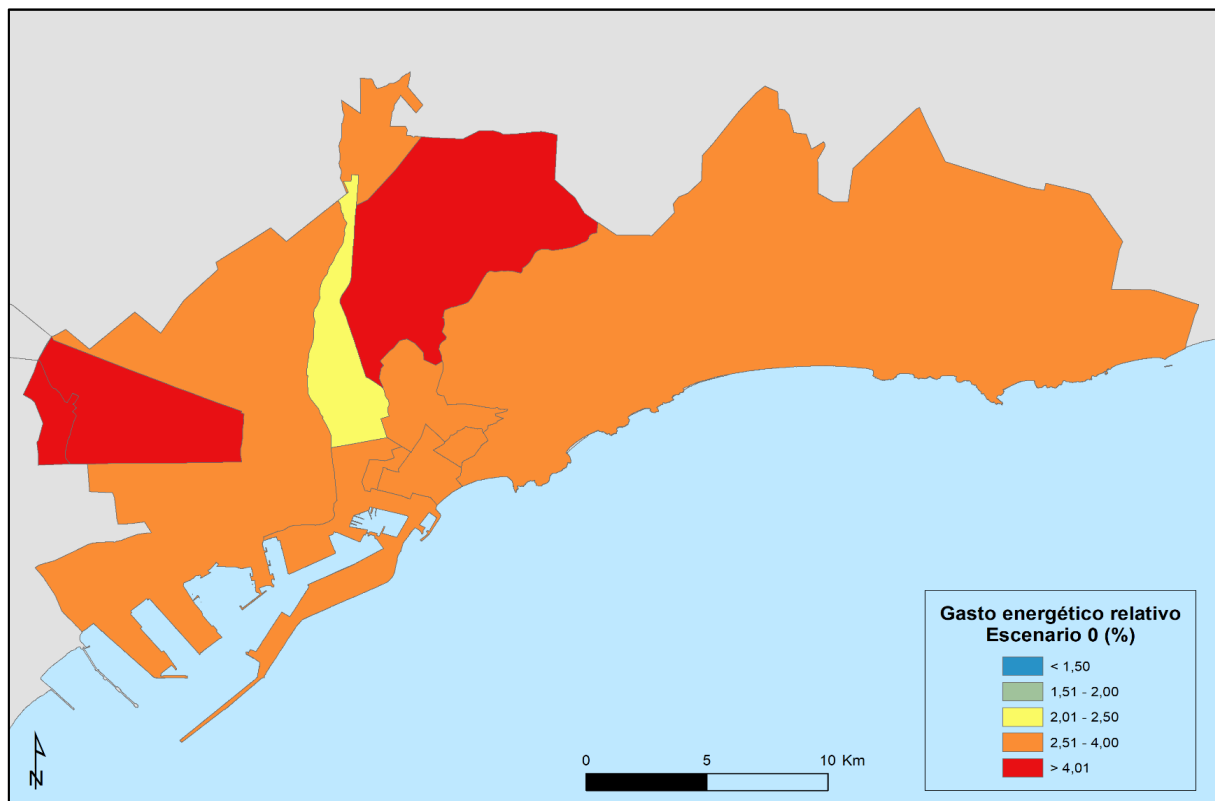 Gasto energético relativo
Escenario 0 (%)
< 1,50
1,51 - 2,00
2,01 - 2,50
2,51 - 4,00
> 4,01
0 5 10 Km
N